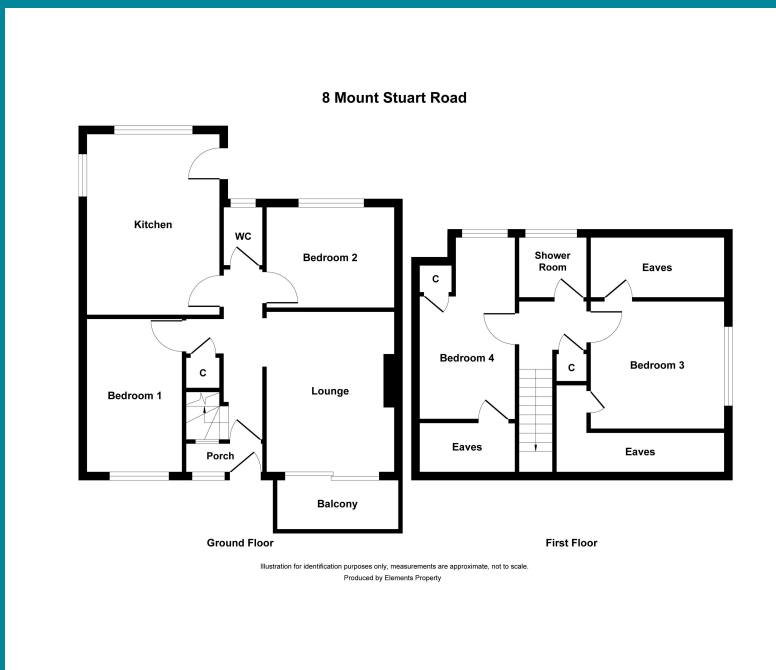 8 Mount Stuart Road
Kitchen
WC
Bedroom 2
Bedroom 1
C
Lounge
Porch
Balcony
Ground Floor
C
Shower
Room
Eaves
Bedroom 4
C
Bedroom 3
Eaves
Eaves
First Floor
Illustration for identification purposes only, measurements are approximate, not to scale.
Produced by Elements Property